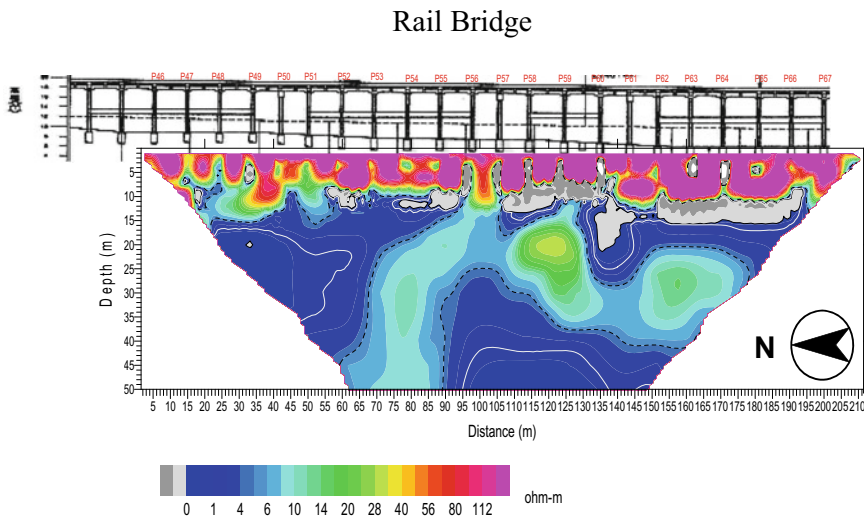 Rail Bridge
P46 P47 P48 P49 P50 P51 P52 P53 P54 P55 P56 P57 P58 P59 P60 P61 P62 P63 P64 P65 P66 P67
5
10
15
20
25
30
35
40
45
50
Depth (m)
N
5 10 15 20 25 30 35 40 45 50 55 60 65 70 75 80 85 90 95 100 105 110 115 120 125 130 135 140 145 150 155 160 165 170 175 180 185 190 195 200 205 210
Distance (m)
0 1 4 6 10 14 20 28 40 56 80 112
ohm-m